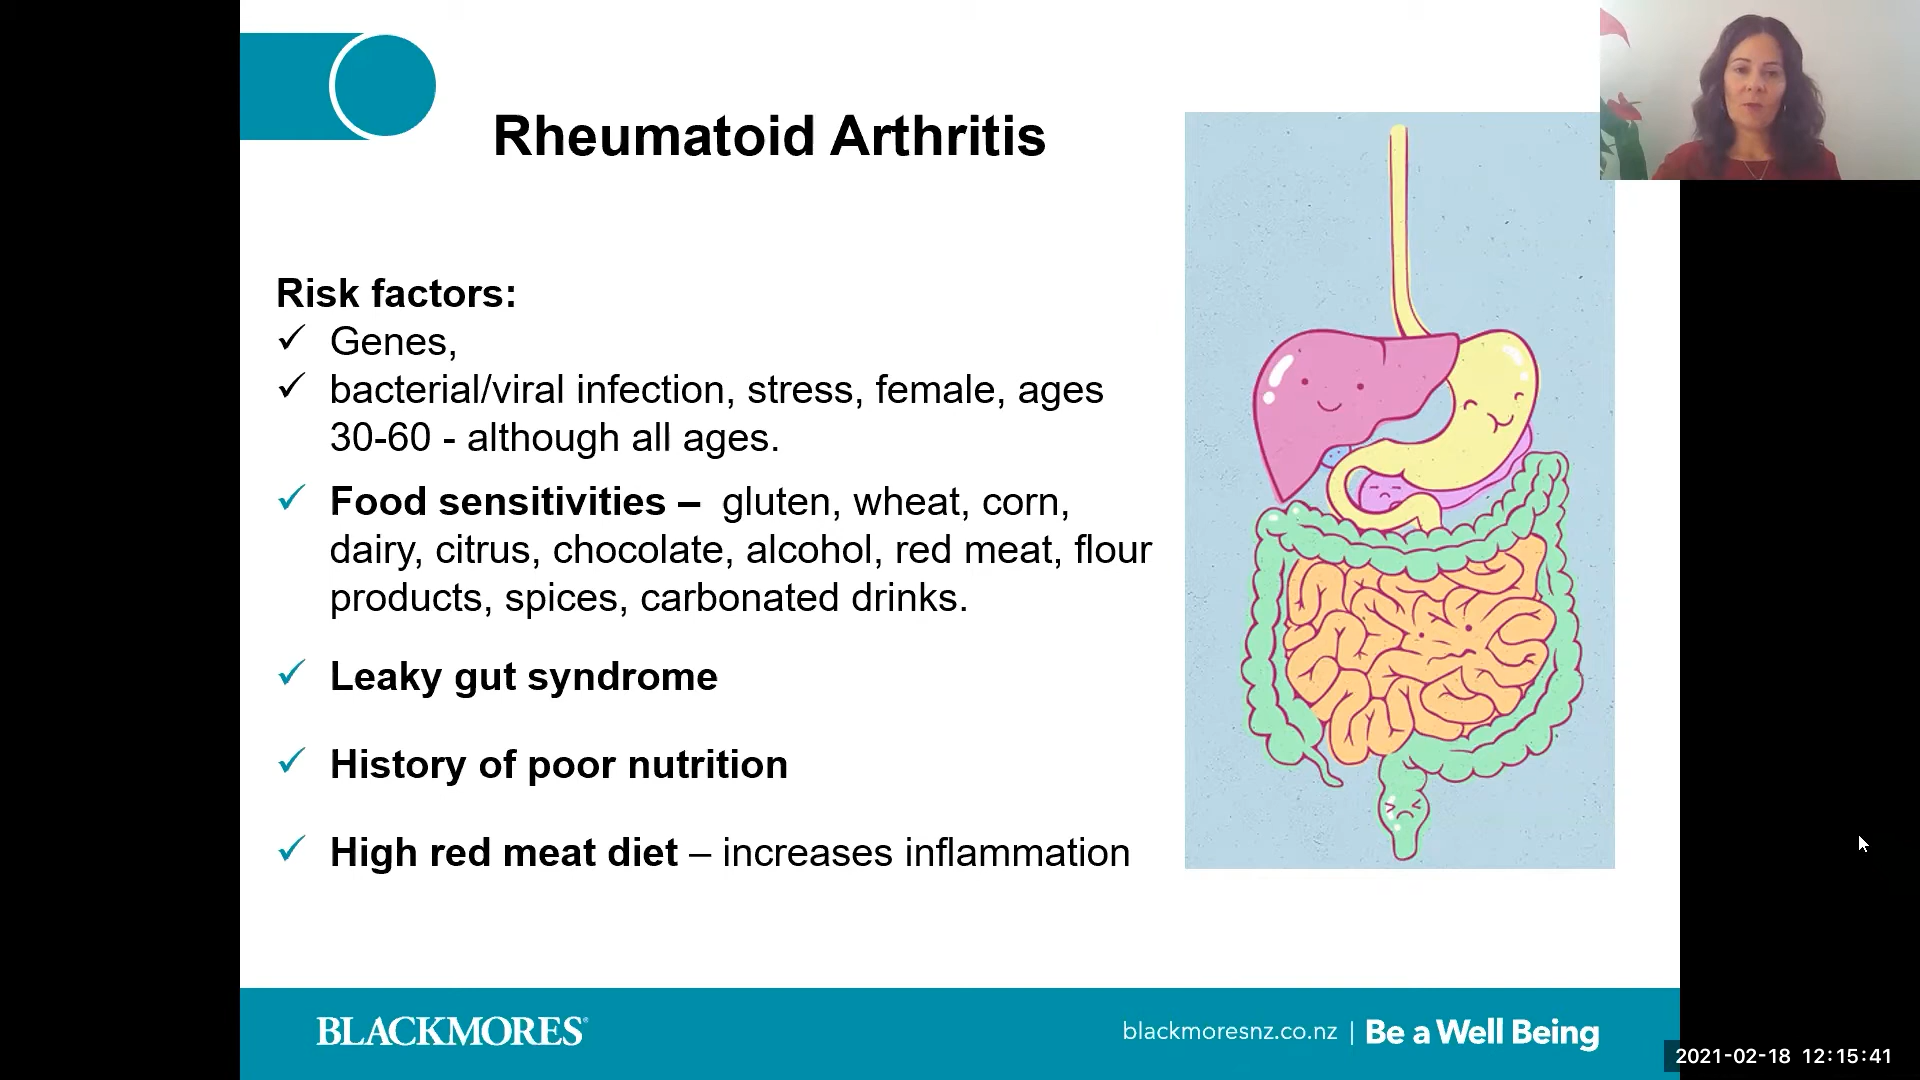 Rheumatoid Arthritis
Risk factors:
✓ Genes,
✓ bacterial/viral infection, stress, female, ages
30-60 - although all ages.
✓ Food sensitivities – gluten, wheat, corn,
dairy, citrus, chocolate, alcohol, red meat, flour
products, spices, carbonated drinks.
✓ Leaky gut syndrome
✓ History of poor nutrition
✓ High red meat diet – increases inflammation
BLACKMORES®
blackmoresnz.co.nz | Be a Well Being
2021-02-18 12:15:41